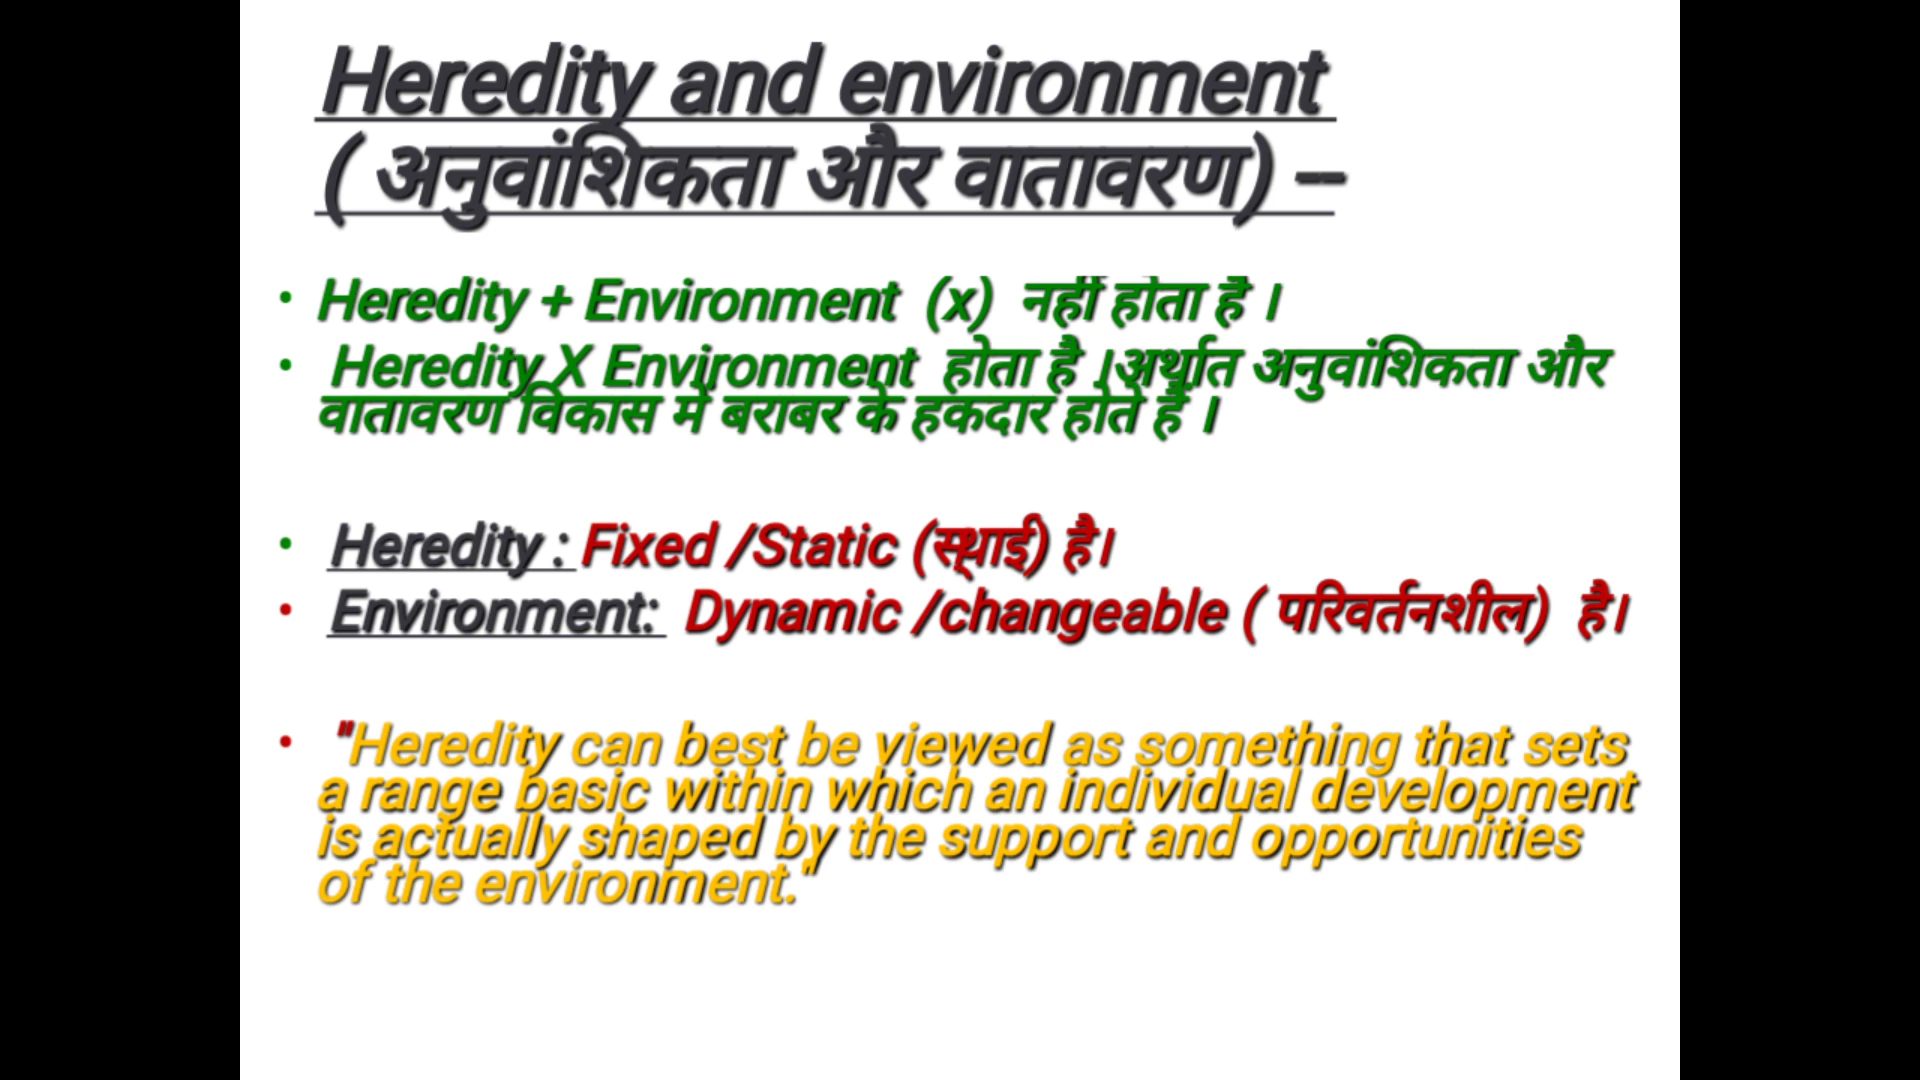 Heredity and environment
( अनुवांशिकता और वातावरण) --
• Heredity + Environment (x) नहीं होता है ।
• Heredity X Environment होता है ।अर्थात अनुवांशिकता और
वातावरण विकास में बराबर के हकदार होते हैं ।
• Heredity : Fixed /Static (स्थाई) है।
• Environment: Dynamic /changeable ( परिवर्तनशील) है।
• "Heredity can best be viewed as something that sets
a range basic within which an individual development
is actually shaped by the support and opportunities
of the environment."